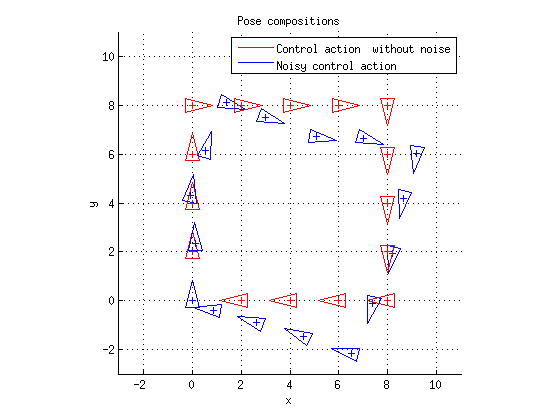 Pose compositions
Control action  without noise
Noisy control action
10
8
6
4
2
0
-2
y
-2
0
2
4
6
8
10
x